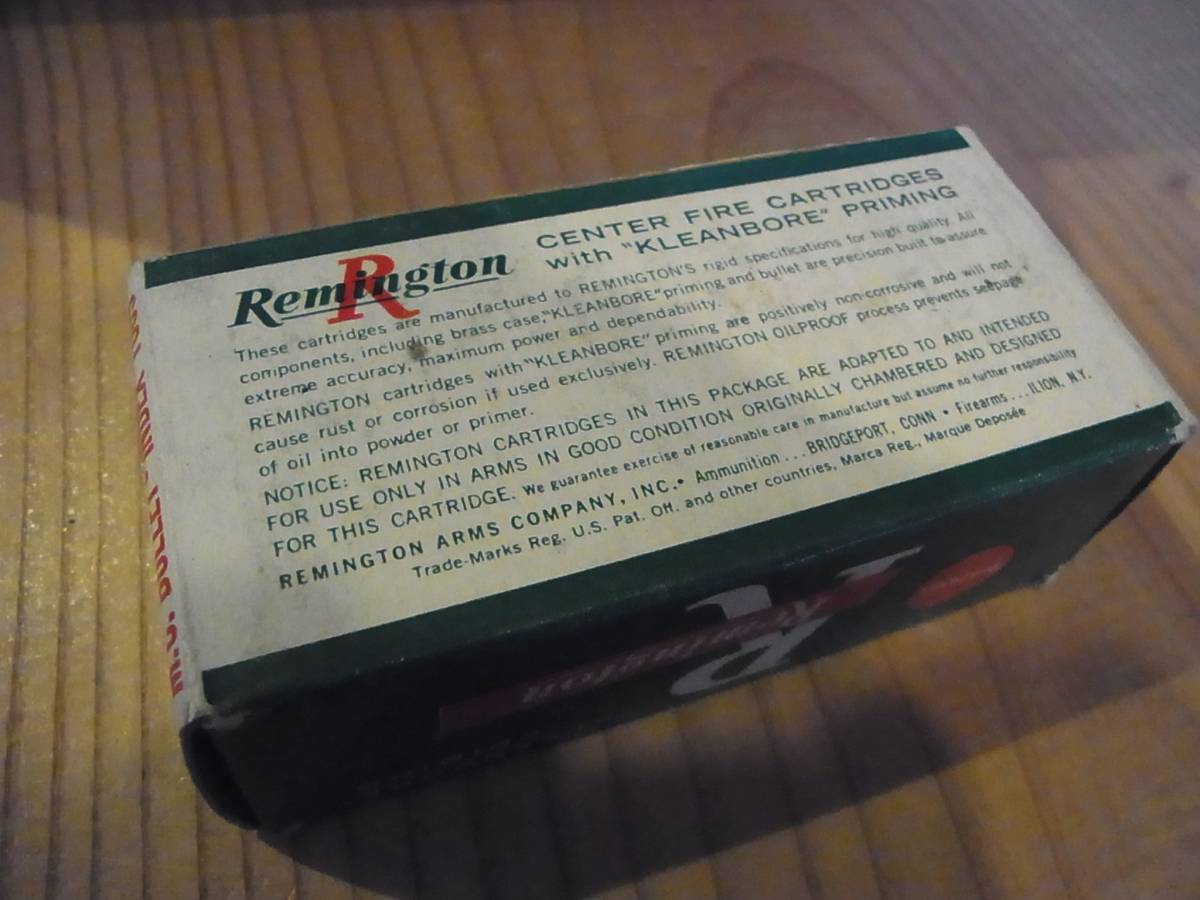 Remington
CENTER FIRE CARTRIDGES
with "KLEANBORE" PRIMING
These cartridges are manufactured to REMINGTON'S rigid specifications for high quality. All
components, including brass case, "KLEANBORE" priming and bullet are precision built to assure
extreme accuracy, maximum power and dependability.
REMINGTON cartridges with "KLEANBORE" priming are positively non-corrosive and will not
cause rust or corrosion if used exclusively. REMINGTON OILPROOF process prevents seepage
of oil into powder or primer.
NOTICE: REMINGTON CARTRIDGES IN THIS PACKAGE ARE ADAPTED TO AND INTENDED
FOR USE ONLY IN ARMS IN GOOD CONDITION ORIGINALLY CHAMBERED AND DESIGNED
FOR THIS CARTRIDGE. We guarantee exercise of reasonable care in manufacture but assume no further responsibility
REMINGTON ARMS COMPANY, INC. • Ammunition ... BRIDGEPORT, CONN • Firearms ... ILION, N.Y.
Trade-Marks Reg. U.S. Pat. Off. and other countries, Marca Reg., Marque Deposée
R
Remington
BULLET